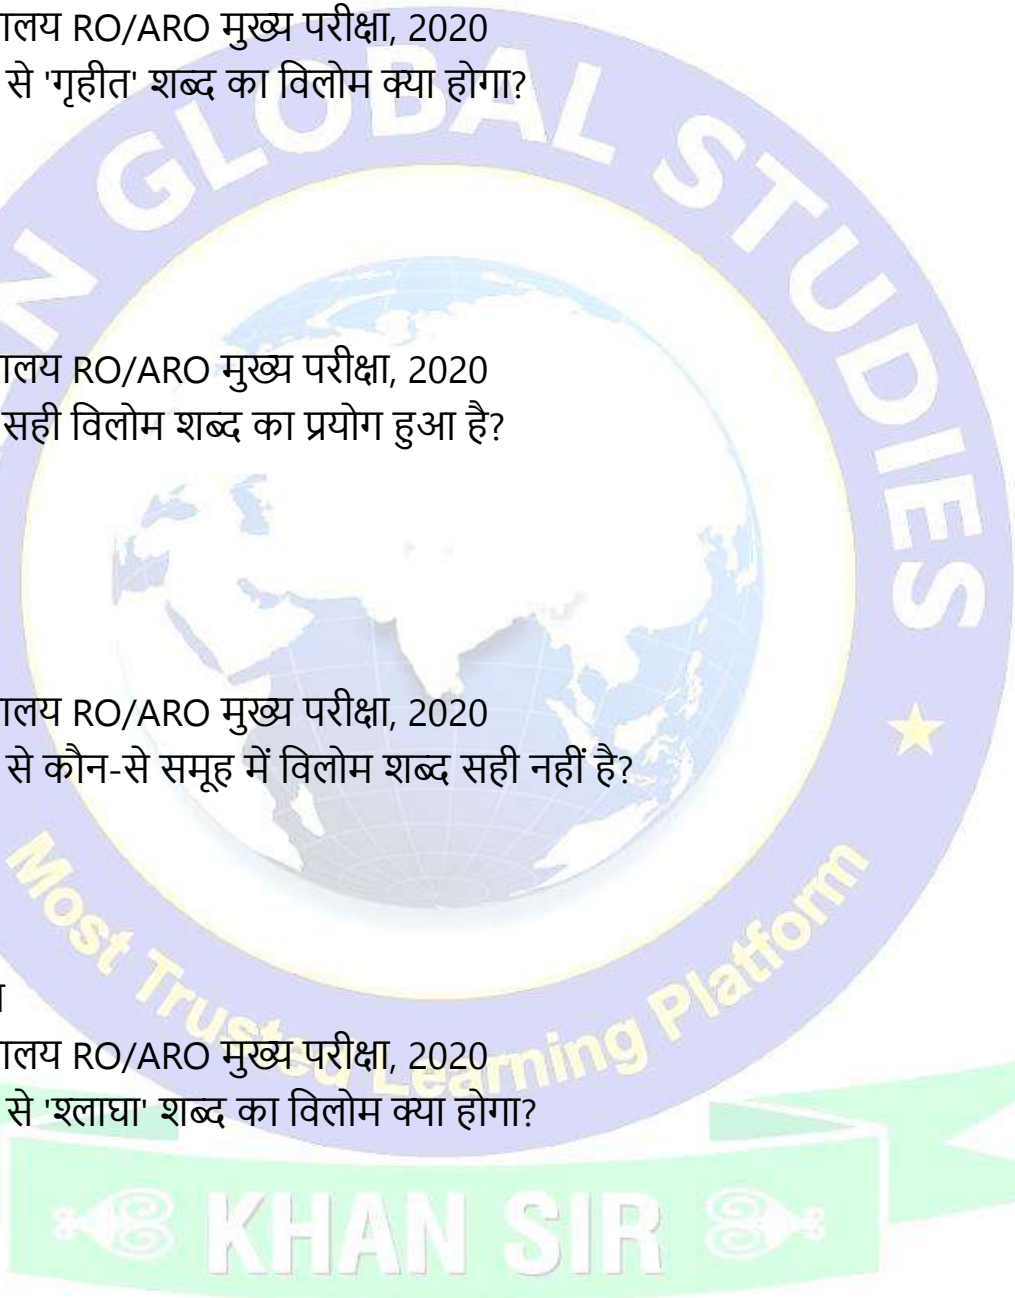 ालय RO/ARO मुख्य परीक्षा, 2020
से 'गृहीत' शब्द का विलोम क्या होगा?
N GLOBAL STUDIES
ालय RO/ARO मुख्य परीक्षा, 2020
सही विलोम शब्द का प्रयोग हुआ है?
ालय RO/ARO मुख्य परीक्षा, 2020
से कौन-से समूह में विलोम शब्द सही नहीं है?
Most Trusted Learning Platform
ालय RO/ARO मुख्य परीक्षा, 2020
से 'श्लाघा' शब्द का विलोम क्या होगा?
KHAN SIR